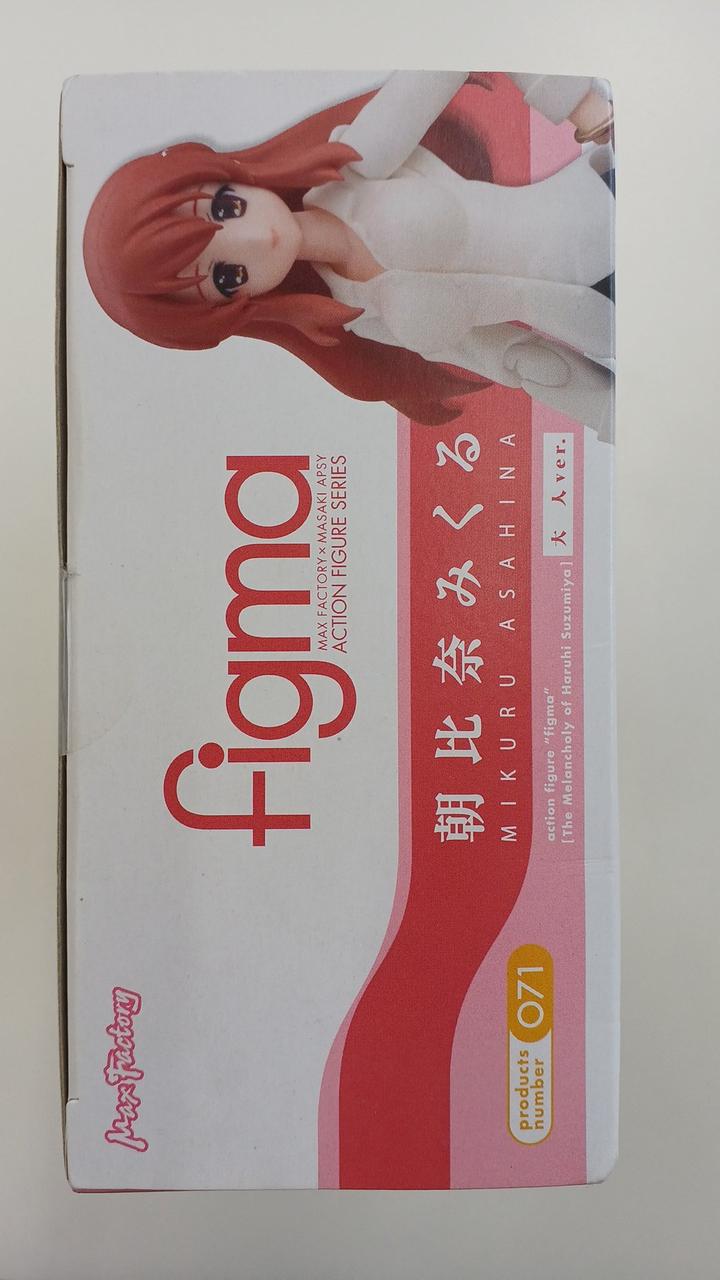 Max Factory
figma
MAX FACTORY × MASAKI APSY
ACTION FIGURE SERIES
朝比奈みくる
MIKURU ASAHINA
大人ver.
action figure "figma"
[The Melancholy of Haruhi Suzumiya]
products
number
071